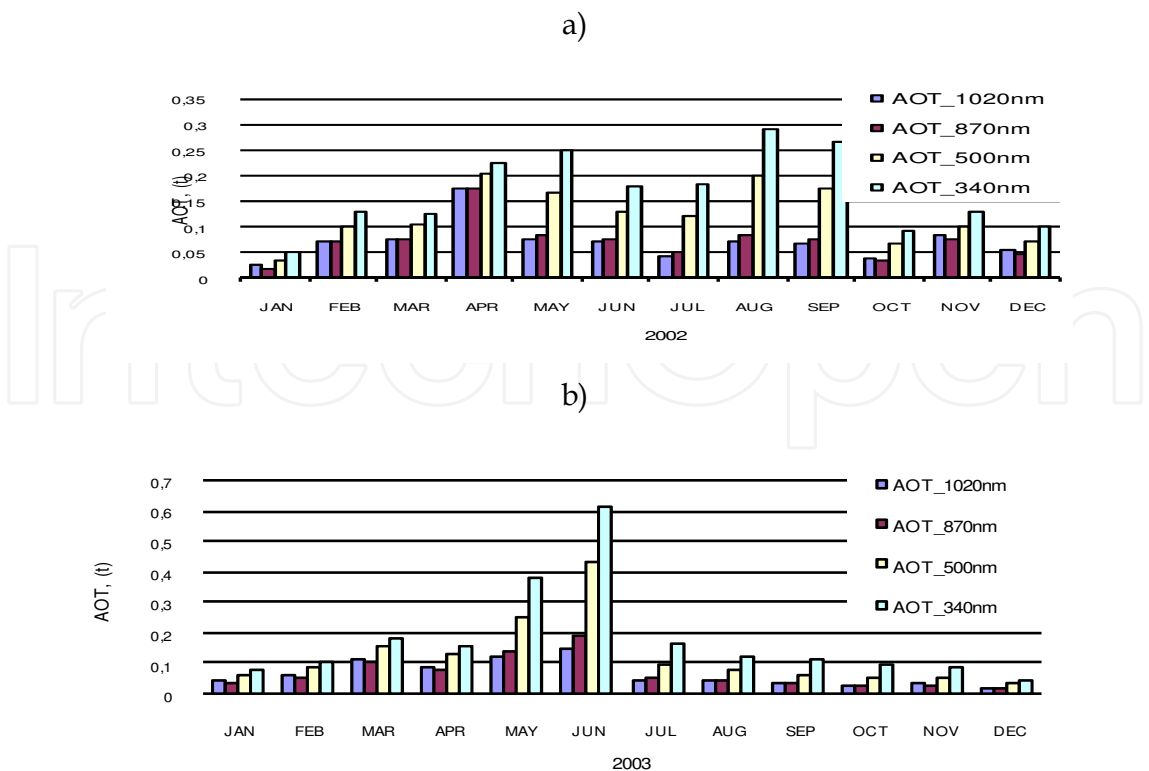 a)
0,35
0,3
0,25
0,2
0,15
0,1
0,05
0
AOT, (t)
AOT_1020nm
AOT_870nm
AOT_500nm
AOT_340nm
JAN FEB MAR APR MAY JUN JUL AUG SEP OCT NOV DEC
2002
IntechOpen
b)
0,7
0,6
0,5
0,4
0,3
0,2
0,1
0
AOT, (t)
AOT_1020nm
AOT_870nm
AOT_500nm
AOT_340nm
JAN FEB MAR APR MAY JUN JUL AUG SEP OCT NOV DEC
2003